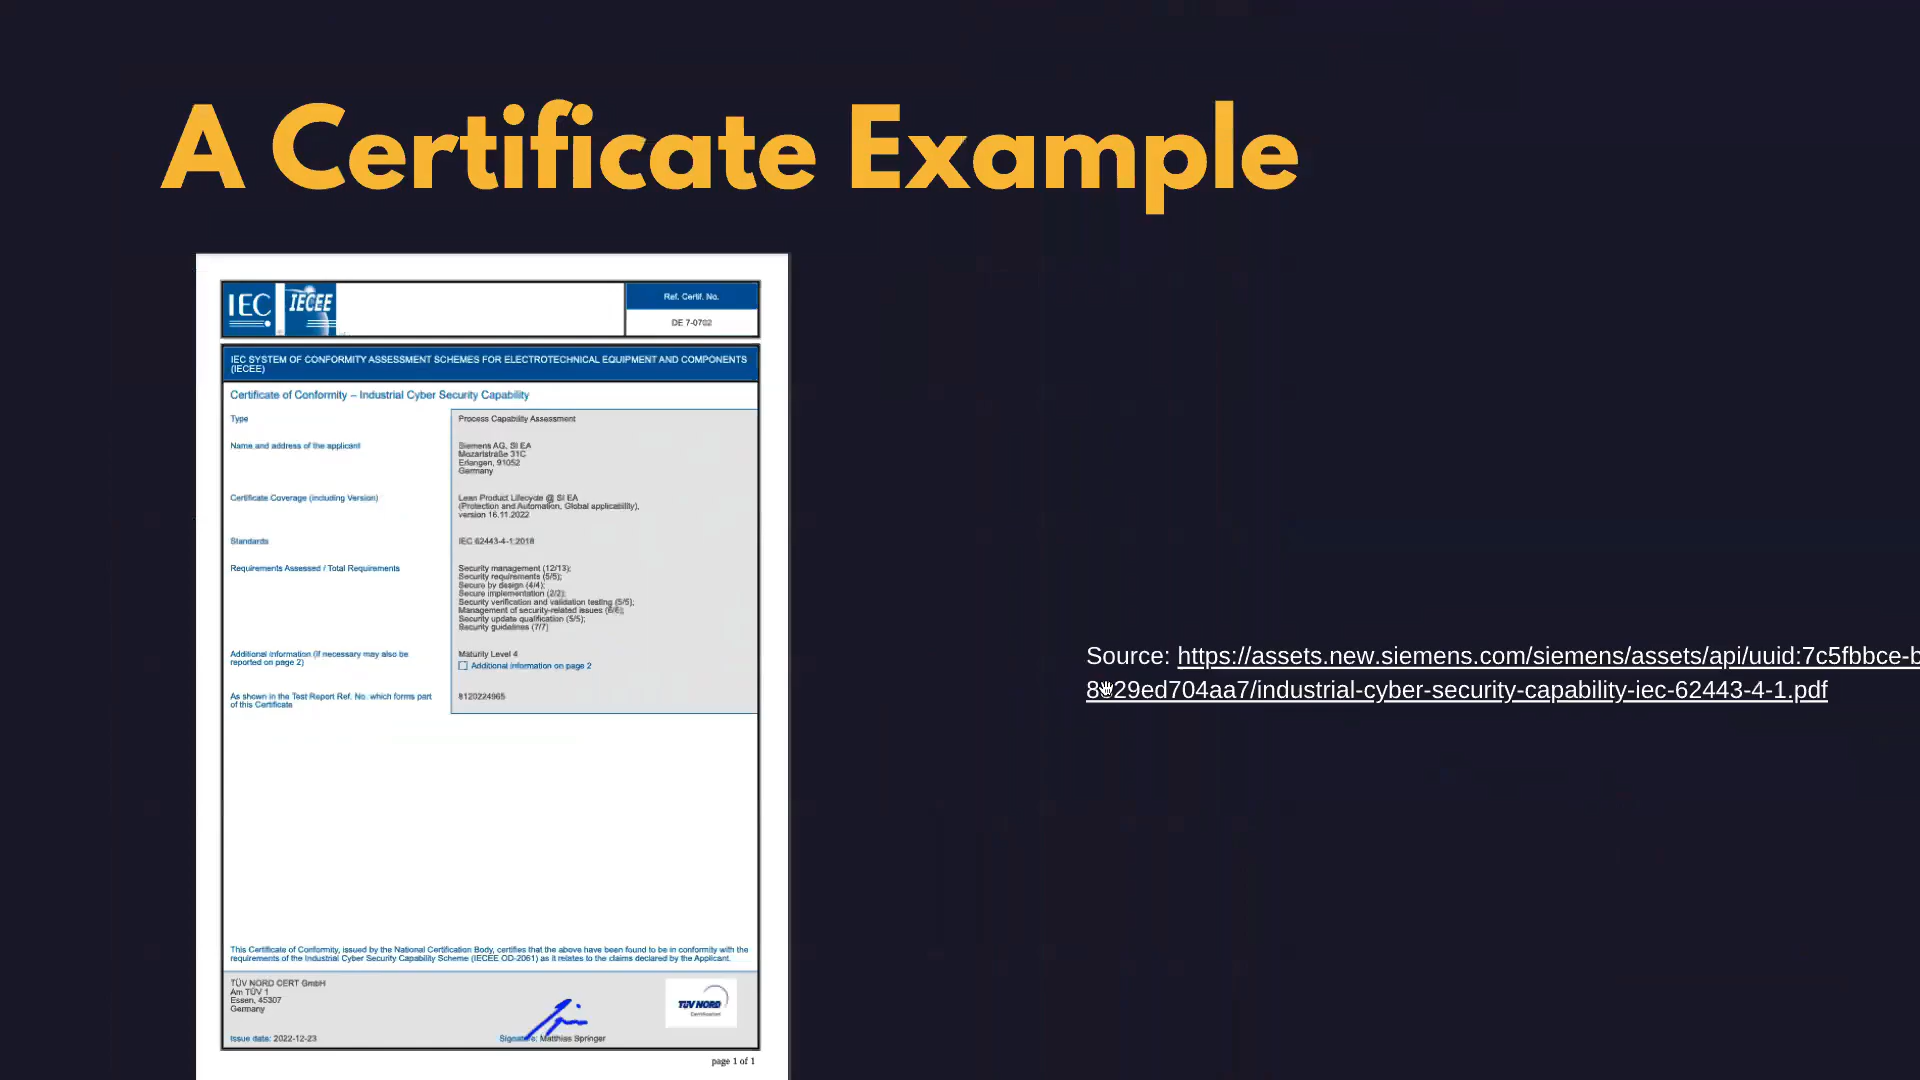 A Certificate Example
IEC IECEE
Ref. Certif. No.
DE 7-0702
IEC SYSTEM OF CONFORMITY ASSESSMENT SCHEMES FOR ELECTROTECHNICAL EQUIPMENT AND COMPONENTS
(IECEE)
Certificate of Conformity – Industrial Cyber Security Capability
Type
Process Capability Assessment
Name and address of the applicant
Siemens AG, SI EA
Mozartstraße 31C
Erlangen, 91052
Germany
Certificate Coverage (including Version)
Lean Product Lifecycle @ SI EA
(Protection and Automation, Global applicability),
version 16.11.2022
Standards
IEC 62443-4-1:2018
Requirements Assessed / Total Requirements
Security management (12/13);
Security requirements (5/5);
Secure by design (4/4);
Secure implementation (2/2);
Security verification and validation testing (5/5);
Management of security-related issues (6/6);
Security update qualification (5/5);
Security guidelines (7/7)
Additional information (if necessary may also be
reported on page 2)
Maturity Level 4
Additional information on page 2
As shown in the Test Report Ref. No. which forms part
of this Certificate
8120224965
This Certificate of Conformity, issued by the National Certification Body, certifies that the above have been found to be in conformity with the
requirements of the Industrial Cyber Security Capability Scheme (IECEE OD-2061) as it relates to the claims declared by the Applicant.
TÜV NORD CERT GmbH
Am TÜV 1
Essen, 45307
Germany
TÜV NORD
Certification
Issue date: 2022-12-23
Signature: Matthias Springer
page 1 of 1
Source: https://assets.new.siemens.com/siemens/assets/api/uuid:7c5fbbce-b
29ed704aa7/industrial-cyber-security-capability-iec-62443-4-1.pdf